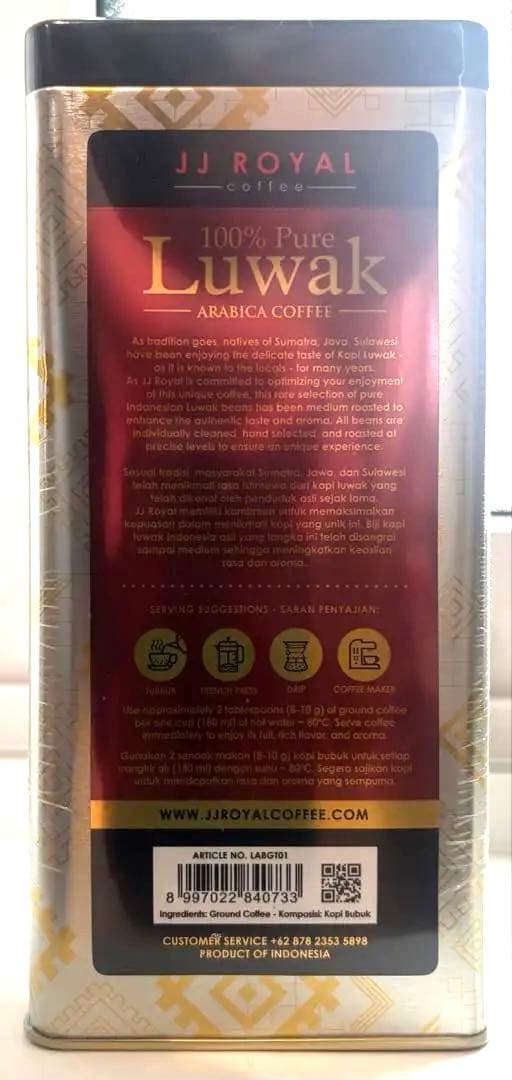 JJ ROYAL
coffee
100% Pure
Luwak
ARABICA COFFEE
As tradition goes, natives of Sumatra, Java, Sulawesi
have been enjoying the delicate taste of Kopi Luwak -
as it is known to the locals - for many years.
As JJ Royal is committed to optimizing your enjoyment
of this unique coffee, this rare selection of pure
Indonesian Luwak beans has been medium roasted to
enhance the authentic taste and aroma. All beans are
individually cleaned, hand selected, and roasted at
precise levels to ensure an unique experience.
Sesuai tradisi, masyarakat Sumatra, Jawa, dan Sulawesi
telah menikmati rasa istimewa dari kopi luwak yang
telah dikenal oleh penduduk asli sejak lama.
JJ Royal memiliki komitmen untuk memaksimalkan
kepuasan dalam menikmati kopi yang unik ini. Biji kopi
luwak Indonesia asli yang langka ini telah disangrai
sampai medium sehingga meningkatkan keaslian
rasa dan aroma.
SERVING SUGGESTIONS - SARAN PENYAJIAN:
TUBRUK FRENCH PRESS DRIP COFFEE MAKER
Use approximately 2 tablespoons (8-10 g) of ground coffee
per one cup (180 ml) of hot water ~ 80°C. Serve coffee
immediately to enjoy its full, rich flavor, and aroma.
Gunakan 2 sendok makan (8-10 g) kopi bubuk untuk setiap
cangkir air (180 ml) dengan suhu ~ 80°C. Segera sajikan kopi
untuk mendapatkan rasa dan aroma yang sempurna.
WWW.JJROYALCOFFEE.COM
ARTICLE NO. LABGT01
8 997022 840733
Ingredients: Ground Coffee - Komposisi: Kopi Bubuk
CUSTOMER SERVICE +62 878 2353 5898
PRODUCT OF INDONESIA